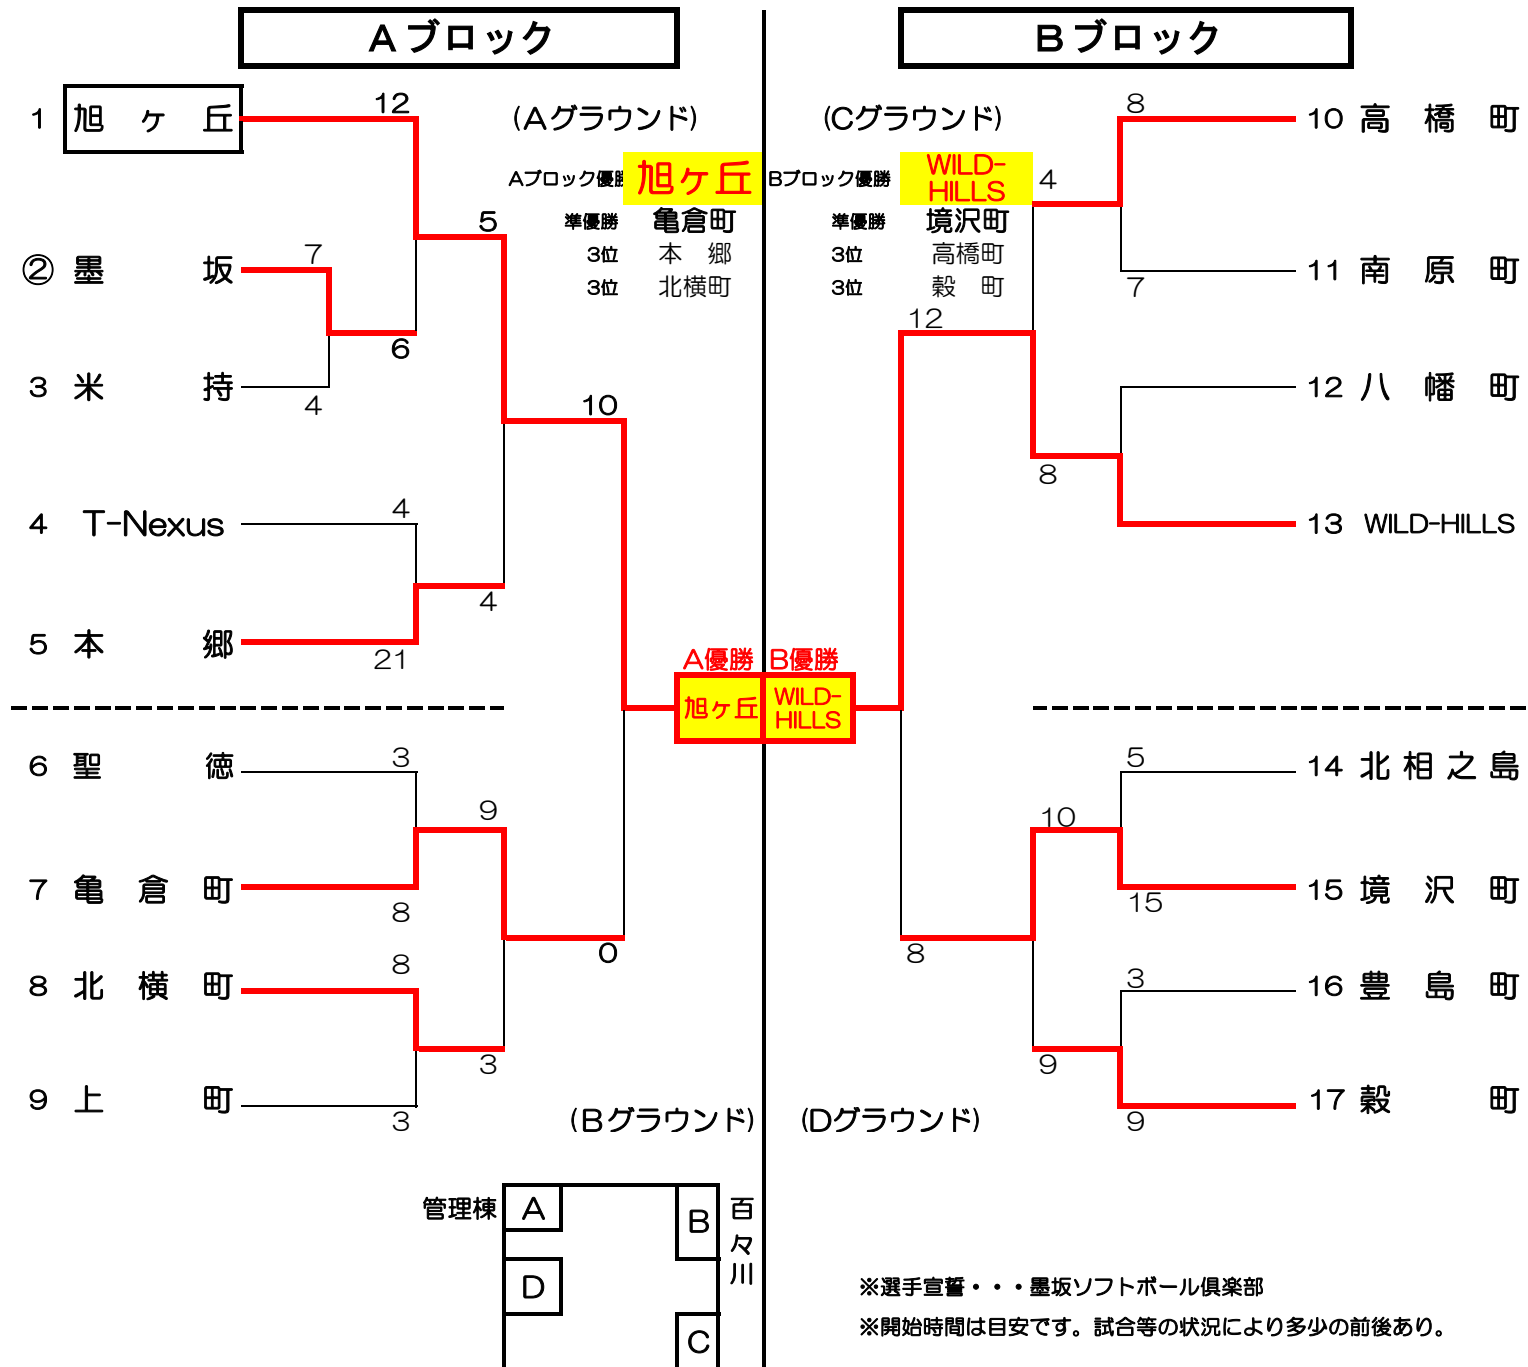 Aブロック
Bブロック
1 旭ヶ丘
12
(Aグラウンド)
Aブロック優勝
旭ヶ丘
準優勝 亀倉町
3位 本 郷
3位 北横町
5
② 墨坂
7
6
3 米持
4
10
4 T-Nexus
4
4
5 本郷
21
A優勝
旭ヶ丘
6 聖徳
3
9
7 亀倉町
8
0
8 北横町
8
3
9 上町
3
(Bグラウンド)
(Cグラウンド)
Bブロック優勝
WILD-
HILLS
準優勝 境沢町
3位 高橋町
3位 穀 町
8
10 高橋町
4
11 南原町
7
12
12 八幡町
8
13 WILD-HILLS
B優勝
WILD-
HILLS
5
14 北相之島
10
15 境沢町
15
8
3
16 豊島町
9
17 穀町
9
(Dグラウンド)
管理棟
A
B
百々川
D
C
※選手宣誓・・・墨坂ソフトボール倶楽部
※開始時間は目安です。試合等の状況により多少の前後あり。